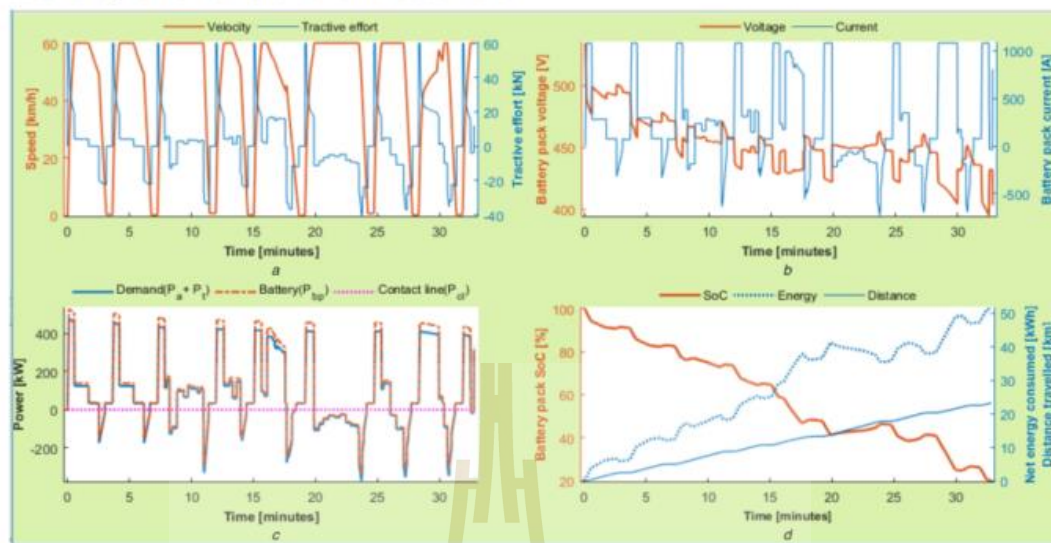 Velocity Tractive effort
60 60
40 40
20 20
0 0
-20
-40
Speed [km/h]
Tractive effort [kN]
0 5 10 15 20 25 30
Time [minutes]
a
Voltage Current
500 1000
450 500
400 0
-500
Battery pack voltage [V]
Battery pack current [A]
0 5 10 15 20 25 30
Time [minutes]
b
Demand(Pa + Pt) Battery(Pbp) Contact line(Pcl)
400
200
0
-200
Power [kW]
0 5 10 15 20 25 30
Time [minutes]
c
SoC Energy Distance
100 50
80 40
60 30
40 20
20 10
0
Battery pack SoC [%]
Net energy consumed [kWh]
Distance travelled [km]
0 5 10 15 20 25 30
Time [minutes]
d